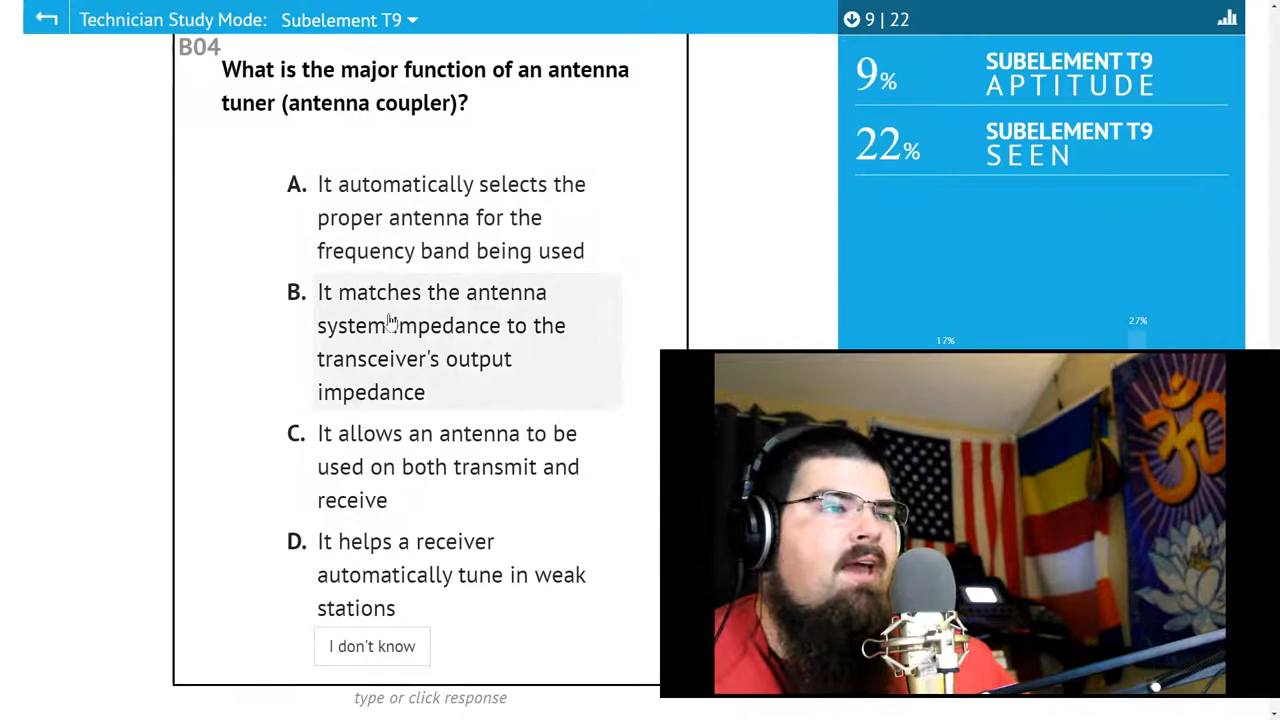 Technician Study Mode: Subelement T9
9 | 22
B04
What is the major function of an antenna
tuner (antenna coupler)?
A. It automatically selects the
proper antenna for the
frequency band being used
B. It matches the antenna
system impedance to the
transceiver's output
impedance
C. It allows an antenna to be
used on both transmit and
receive
D. It helps a receiver
automatically tune in weak
stations
I don't know
type or click response
9% SUBELEMENT T9
APTITUDE
22% SUBELEMENT T9
SEEN
17%
27%